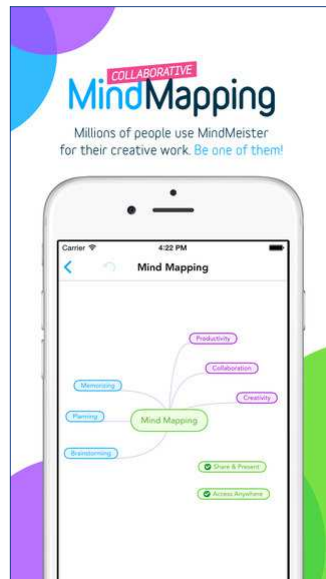 COLLABORATIVE
MindMapping
Millions of people use MindMeister
for their creative work. Be one of them!
Carrier 4:22 PM
Mind Mapping
Productivity
Collaboration
Memorizing
Creativity
Planning
Mind Mapping
Brainstorming
Share & Present
Access Anywhere